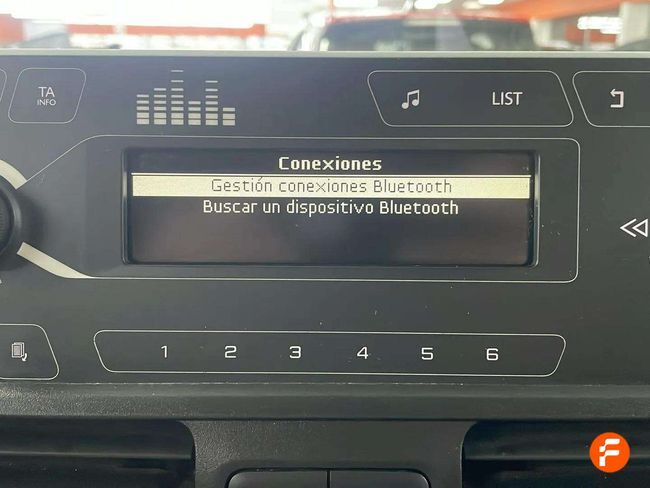 TA
INFO
LIST
Conexiones
Gestión conexiones Bluetooth
Buscar un dispositivo Bluetooth
1 2 3 4 5 6